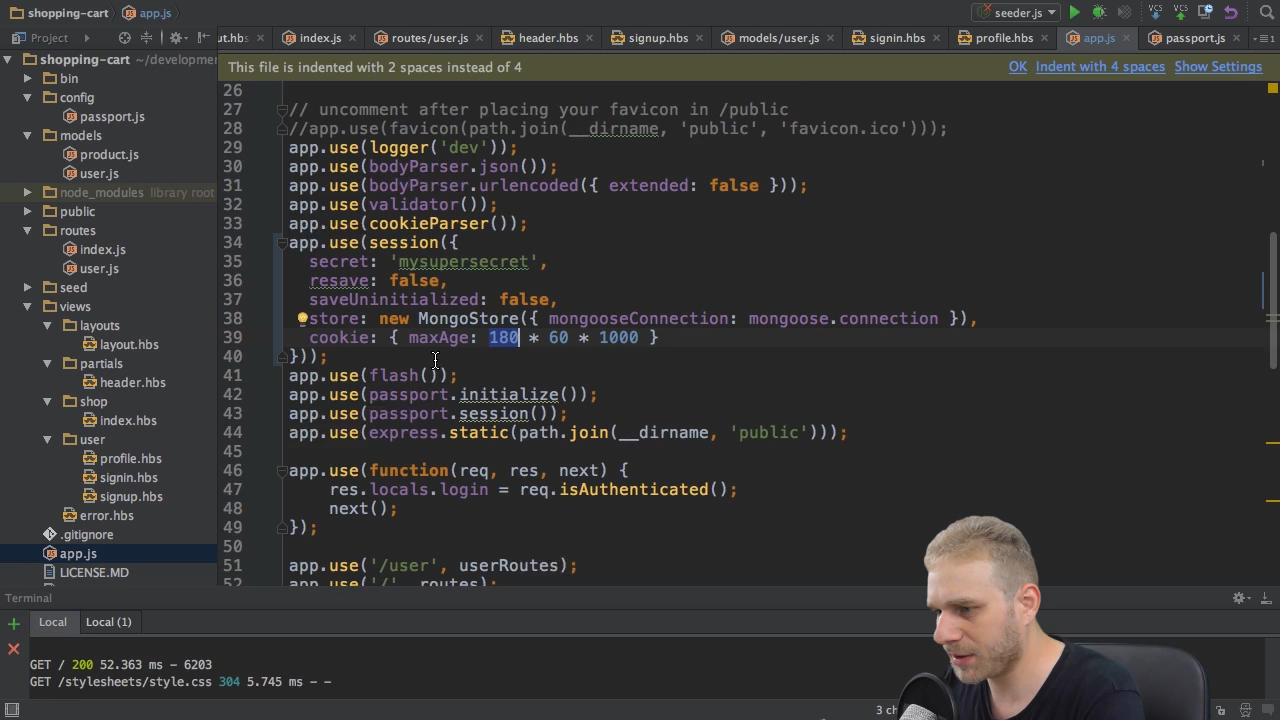 shopping-cart app.js seeder.js VCS VCS
Project ut.hbs index.js routes/user.js header.hbs signup.hbs models/user.js signin.hbs profile.hbs app.js passport.js
shopping-cart ~/developmen
This file is indented with 2 spaces instead of 4 OK Indent with 4 spaces Show Settings
bin
config
passport.js
models
product.js
user.js
node_modules library root
public
routes
index.js
user.js
seed
views
layouts
layout.hbs
partials
header.hbs
shop
index.hbs
user
profile.hbs
signin.hbs
signup.hbs
error.hbs
.gitignore
app.js
LICENSE.MD
26
27 // uncomment after placing your favicon in /public
28 //app.use(favicon(path.join(__dirname, 'public', 'favicon.ico')));
29 app.use(logger('dev'));
30 app.use(bodyParser.json());
31 app.use(bodyParser.urlencoded({ extended: false }));
32 app.use(validator());
33 app.use(cookieParser());
34 app.use(session({
35 secret: 'mysupersecret',
36 resave: false,
37 saveUninitialized: false,
38 store: new MongoStore({ mongooseConnection: mongoose.connection }),
39 cookie: { maxAge: 180 * 60 * 1000 }
40 }));
41 app.use(flash());
42 app.use(passport.initialize());
43 app.use(passport.session());
44 app.use(express.static(path.join(__dirname, 'public')));
45
46 app.use(function(req, res, next) {
47 res.locals.login = req.isAuthenticated();
48 next();
49 });
50
51 app.use('/user', userRoutes);
52 app.use('/', routes);
Terminal
Local Local (1)
GET / 200 52.363 ms - 6203
GET /stylesheets/style.css 304 5.745 ms - -
3 ch